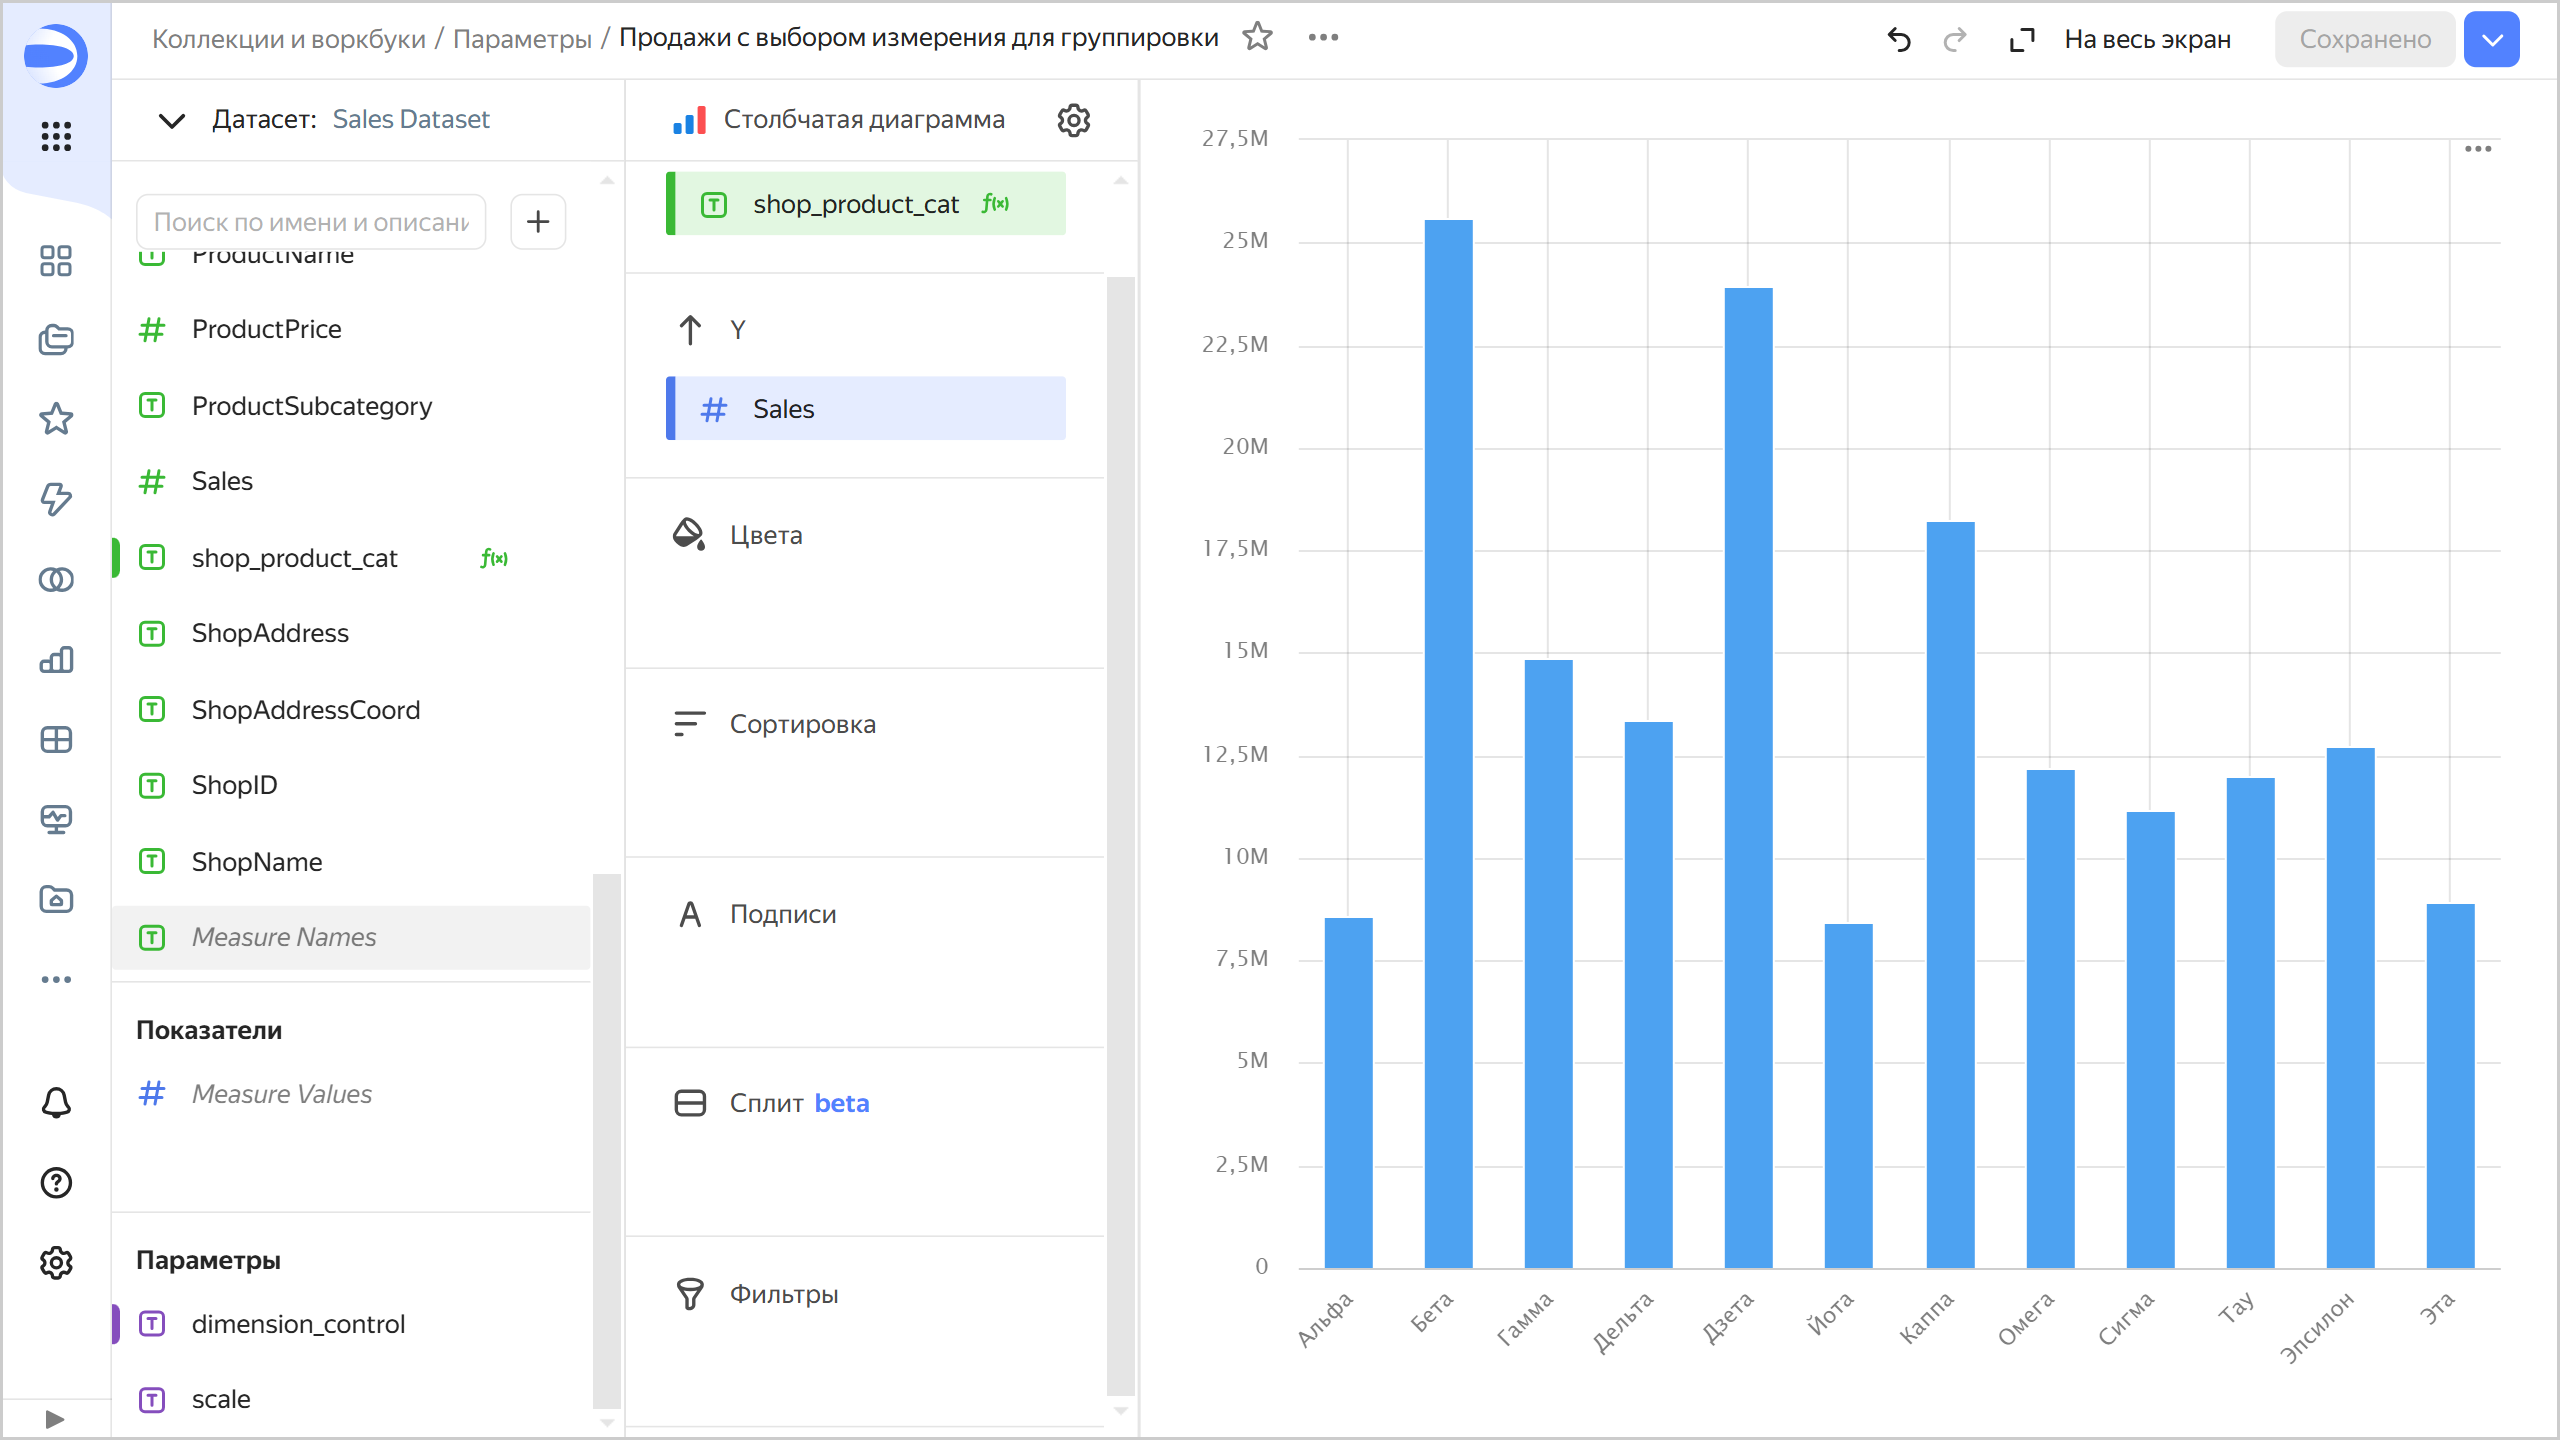 Коллекции и воркбуки / Параметры / Продажи с выбором измерения для группировки
На весь экран
Сохранено
Датасет: Sales Dataset
Поиск по имени и описани
ProductName
ProductPrice
ProductSubcategory
Sales
shop_product_cat f(x)
ShopAddress
ShopAddressCoord
ShopID
ShopName
Measure Names
Показатели
Measure Values
Параметры
dimension_control
scale
Столбчатая диаграмма
shop_product_cat f(x)
Y
Sales
Цвета
Сортировка
Подписи
Сплит beta
Фильтры
27,5M
25M
22,5M
20M
17,5M
15M
12,5M
10M
7,5M
5M
2,5M
0
Альфа
Бета
Гамма
Дельта
Дзета
Йота
Каппа
Омега
Сигма
Тау
Эпсилон
Эта